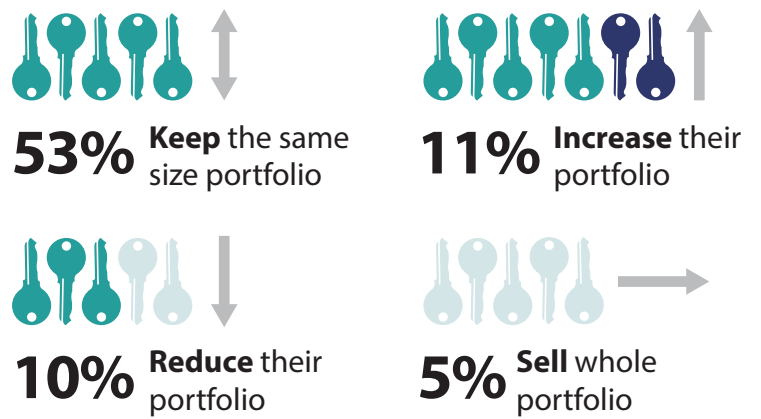 53% Keep the same
size portfolio
11% Increase their
portfolio
10% Reduce their
portfolio
5% Sell whole
portfolio